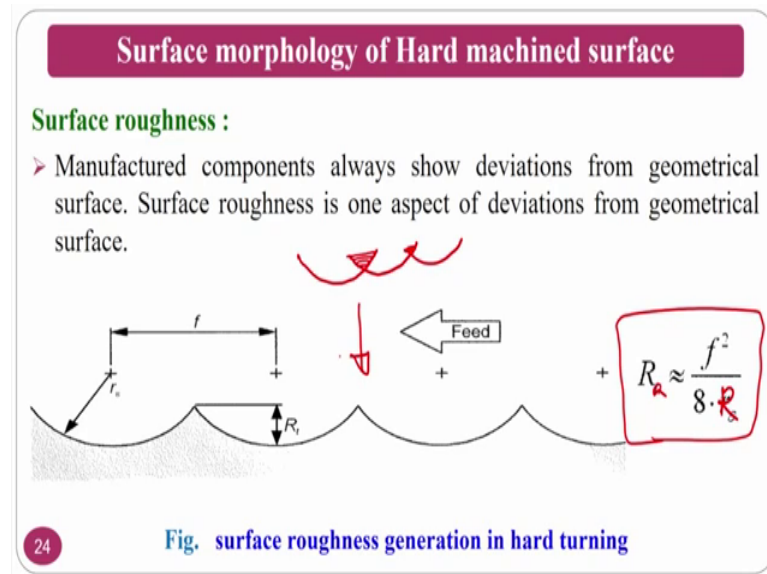 Surface morphology of Hard machined surface
Surface roughness :
➢ Manufactured components always show deviations from geometrical
surface. Surface roughness is one aspect of deviations from geometrical
surface.
f
Feed
Ra ≈ f² / 8·R
Rt
24
Fig. surface roughness generation in hard turning